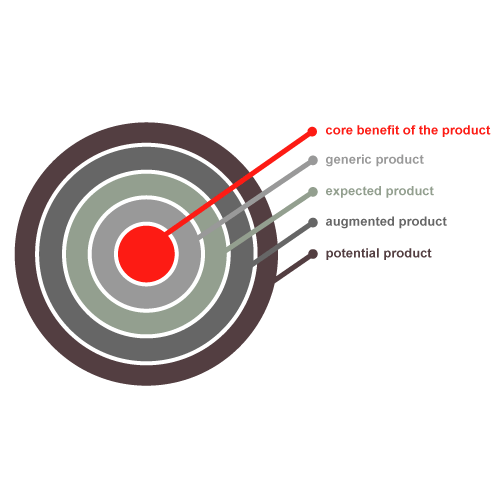 core benefit of the product
generic product
expected product
augmented product
potential product